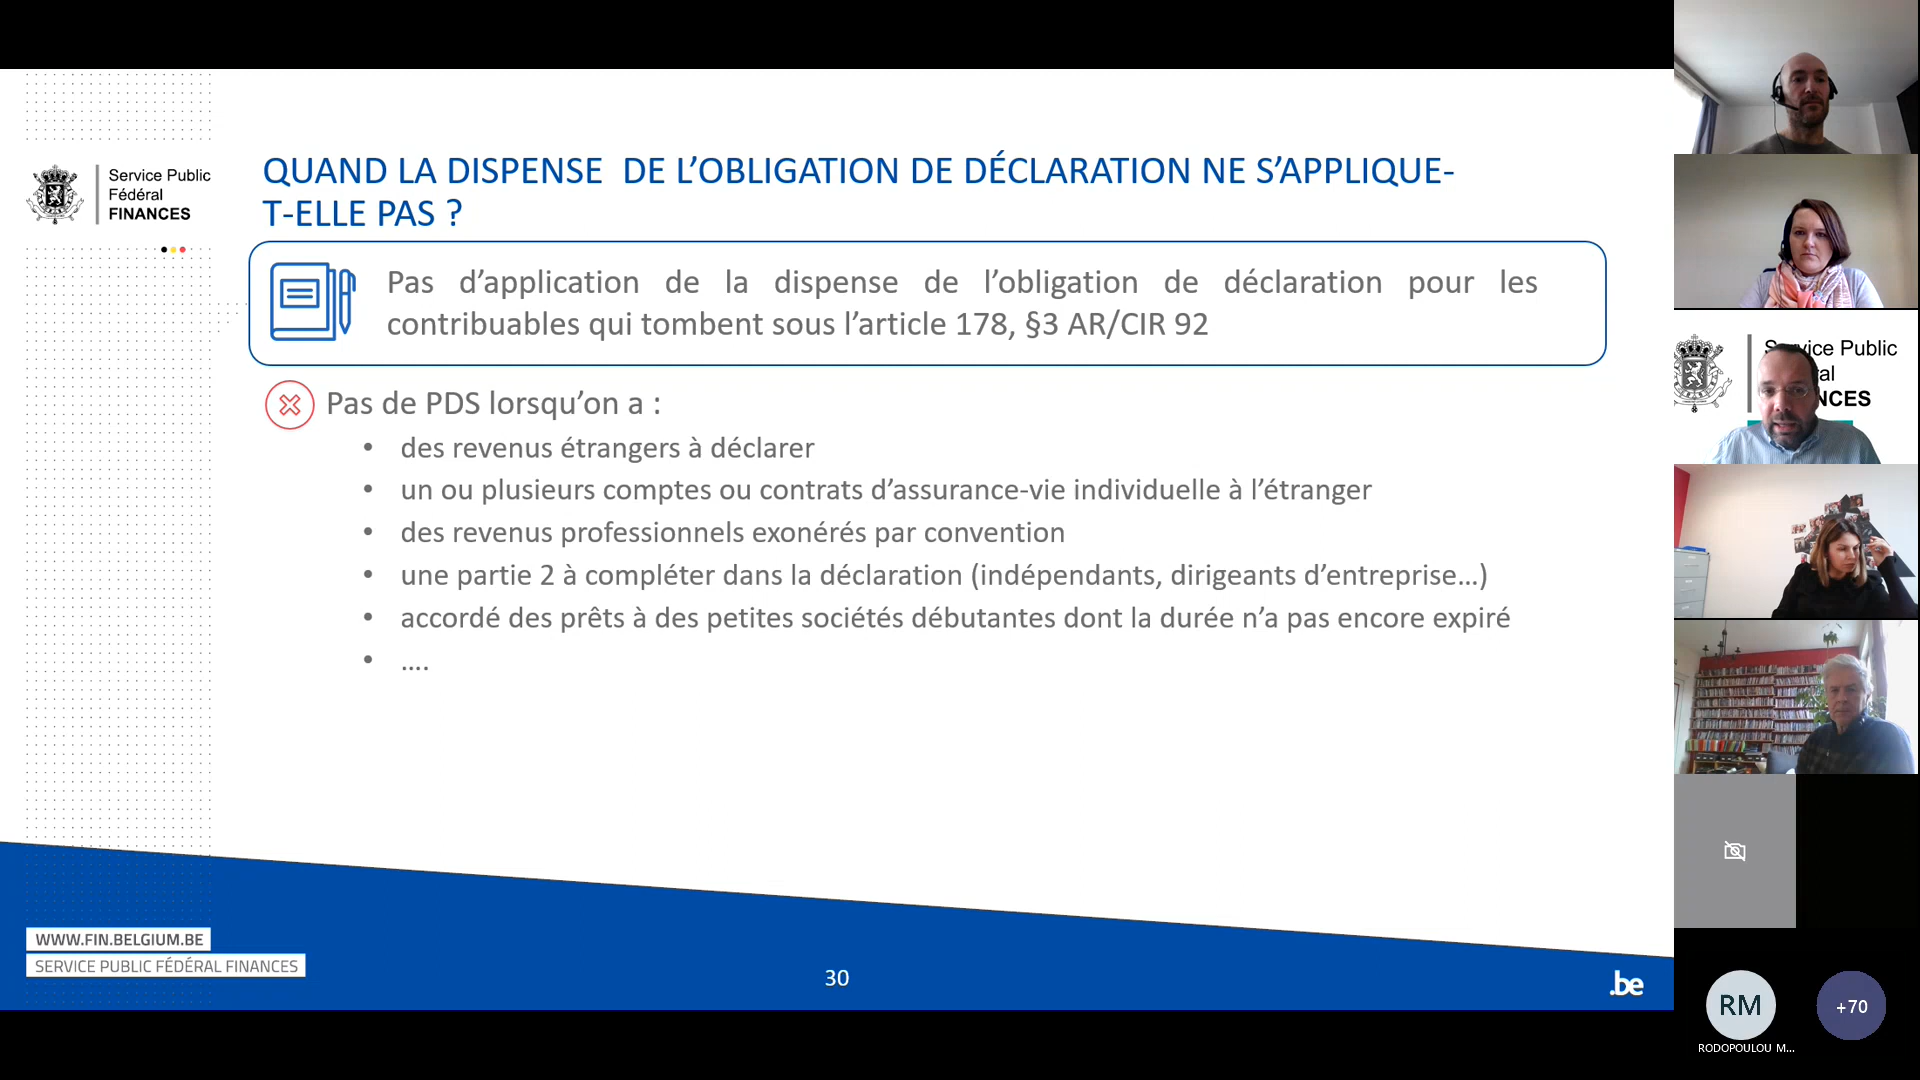 Service Public
Fédéral
FINANCES
QUAND LA DISPENSE  DE L’OBLIGATION DE DÉCLARATION NE S’APPLIQUE-
T-ELLE PAS ?
Pas d’application de la dispense de l’obligation de déclaration pour les
contribuables qui tombent sous l’article 178, §3 AR/CIR 92
Pas de PDS lorsqu’on a :
• des revenus étrangers à déclarer
• un ou plusieurs comptes ou contrats d’assurance-vie individuelle à l’étranger
• des revenus professionnels exonérés par convention
• une partie 2 à compléter dans la déclaration (indépendants, dirigeants d’entreprise…)
• accordé des prêts à des petites sociétés débutantes dont la durée n’a pas encore expiré
• ….
WWW.FIN.BELGIUM.BE
SERVICE PUBLIC FÉDÉRAL FINANCES
30
.be
vice Public
al
NCES
RM
+70
RODOPOULOU M...